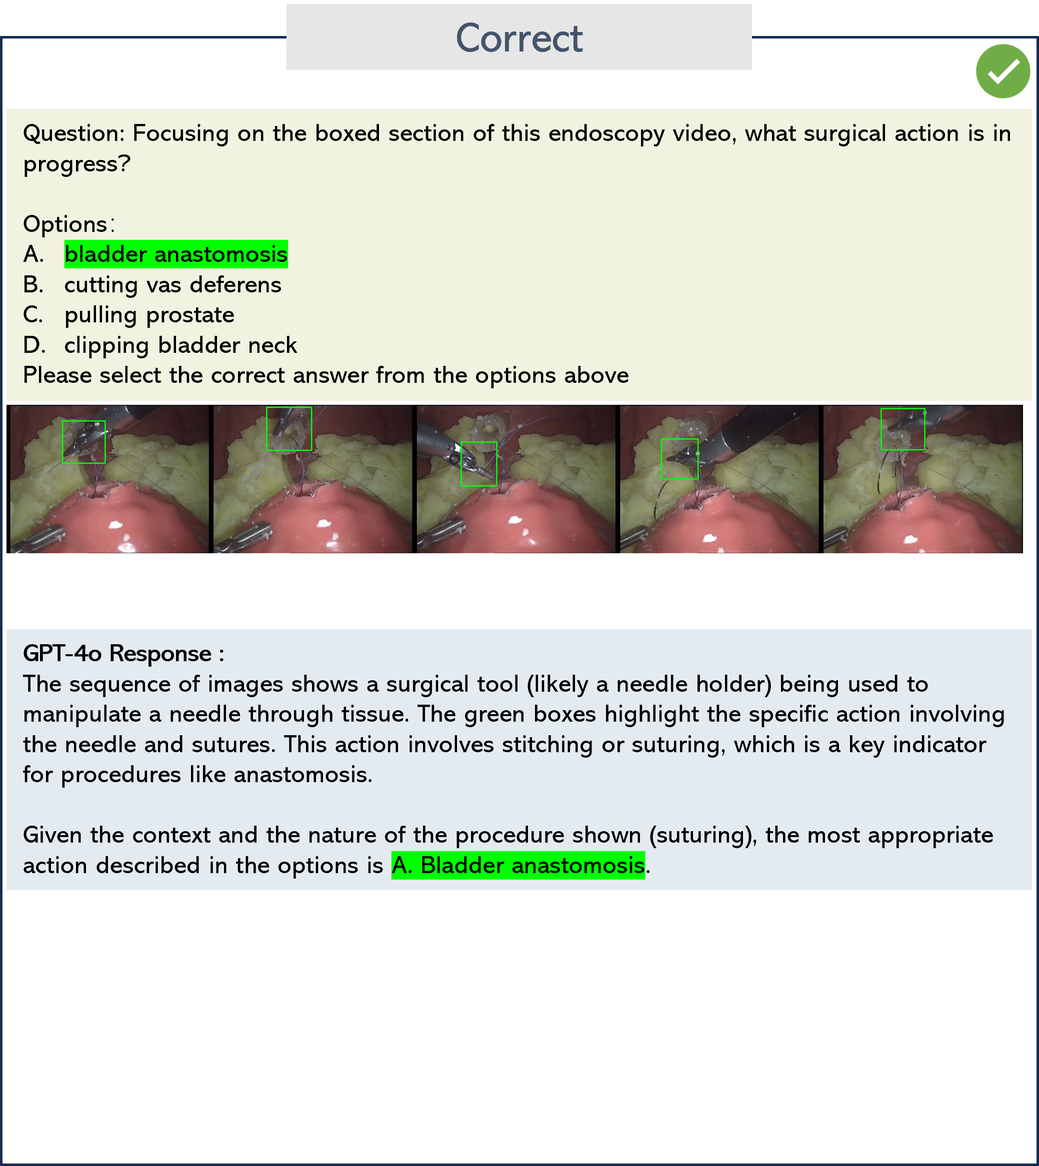 Correct
Question: Focusing on the boxed section of this endoscopy video, what surgical action is in
progress?
Options:
A. bladder anastomosis
B. cutting vas deferens
C. pulling prostate
D. clipping bladder neck
Please select the correct answer from the options above
GPT-4o Response :
The sequence of images shows a surgical tool (likely a needle holder) being used to
manipulate a needle through tissue. The green boxes highlight the specific action involving
the needle and sutures. This action involves stitching or suturing, which is a key indicator
for procedures like anastomosis.
Given the context and the nature of the procedure shown (suturing), the most appropriate
action described in the options is A. Bladder anastomosis.